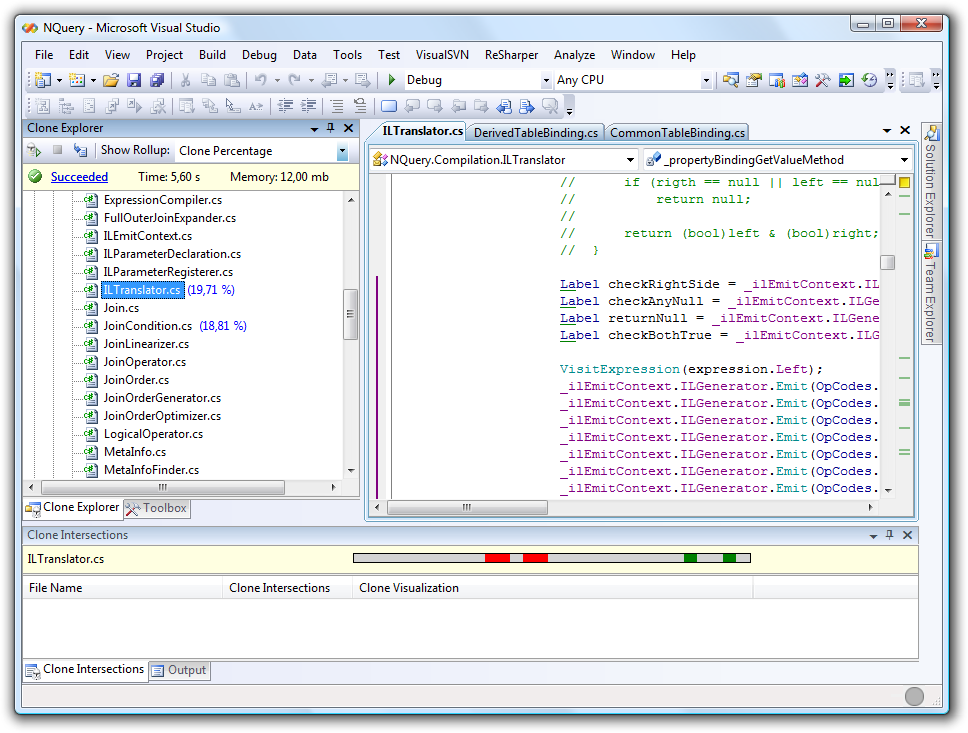 NQuery - Microsoft Visual Studio
File Edit View Project Build Debug Data Tools Test VisualSVN ReSharper Analyze Window Help
Debug Any CPU
Clone Explorer
Show Rollup: Clone Percentage
Succeeded Time: 5,60 s Memory: 12,00 mb
ExpressionCompiler.cs
FullOuterJoinExpander.cs
ILEmitContext.cs
ILParameterDeclaration.cs
ILParameterRegisterer.cs
ILTranslator.cs (19,71 %)
Join.cs
JoinCondition.cs (18,81 %)
JoinLinearizer.cs
JoinOperator.cs
JoinOrder.cs
JoinOrderGenerator.cs
JoinOrderOptimizer.cs
LogicalOperator.cs
MetaInfo.cs
MetaInfoFinder.cs
Clone Explorer Toolbox
ILTranslator.cs DerivedTableBinding.cs CommonTableBinding.cs
NQuery.Compilation.ILTranslator _propertyBindingGetValueMethod
// if (rigth == null || left == nul
// return null;
//
// return (bool)left & (bool)right;
// }
Label checkRightSide = _ilEmitContext.IL
Label checkAnyNull = _ilEmitContext.ILGe
Label returnNull = _ilEmitContext.ILGene
Label checkBothTrue = _ilEmitContext.ILG
VisitExpression(expression.Left);
_ilEmitContext.ILGenerator.Emit(OpCodes.
_ilEmitContext.ILGenerator.Emit(OpCodes.
_ilEmitContext.ILGenerator.Emit(OpCodes.
_ilEmitContext.ILGenerator.Emit(OpCodes.
_ilEmitContext.ILGenerator.Emit(OpCodes.
_ilEmitContext.ILGenerator.Emit(OpCodes.
_ilEmitContext.ILGenerator.Emit(OpCodes.
Solution Explorer
Team Explorer
Clone Intersections
ILTranslator.cs
File Name Clone Intersections Clone Visualization
Clone Intersections Output